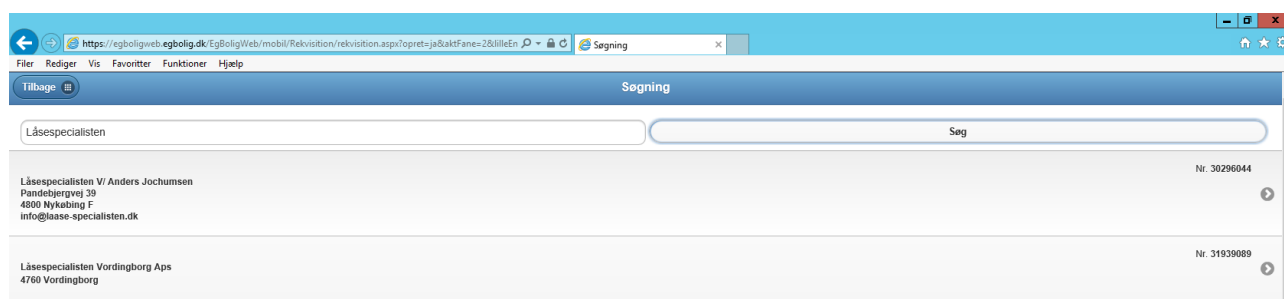 https://egboligweb.egbolig.dk/EgBoligWeb/mobil/Rekvisition/rekvisition.aspx?opret=ja&aktFane=2&lilleEn
Søgning
Filer Rediger Vis Favoritter Funktioner Hjælp
Tilbage
Søgning
Låsespecialisten
Søg
Nr. 30296044
Låsespecialisten V/ Anders Jochumsen
Pandebjergvej 39
4800 Nykøbing F
info@laase-specialisten.dk
Nr. 31939089
Låsespecialisten Vordingborg Aps
4760 Vordingborg